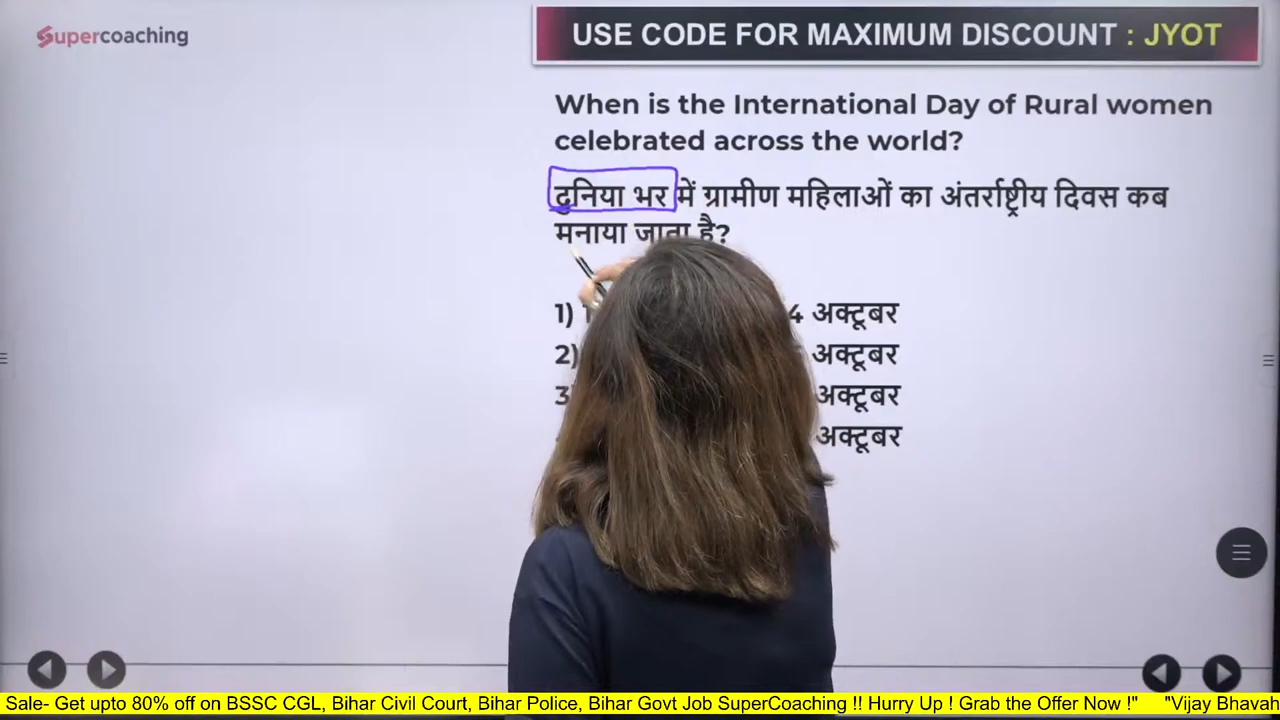 Supercoaching
USE CODE FOR MAXIMUM DISCOUNT : JYOT
When is the International Day of Rural women
celebrated across the world?
दुनिया भर में ग्रामीण महिलाओं का अंतर्राष्ट्रीय दिवस कब
मनाया जाता है?
1) 4 अक्टूबर
2) अक्टूबर
3 अक्टूबर
अक्टूबर
Sale- Get upto 80% off on BSSC CGL, Bihar Civil Court, Bihar Police, Bihar Govt Job SuperCoaching !! Hurry Up ! Grab the Offer Now !" "Vijay Bhavah